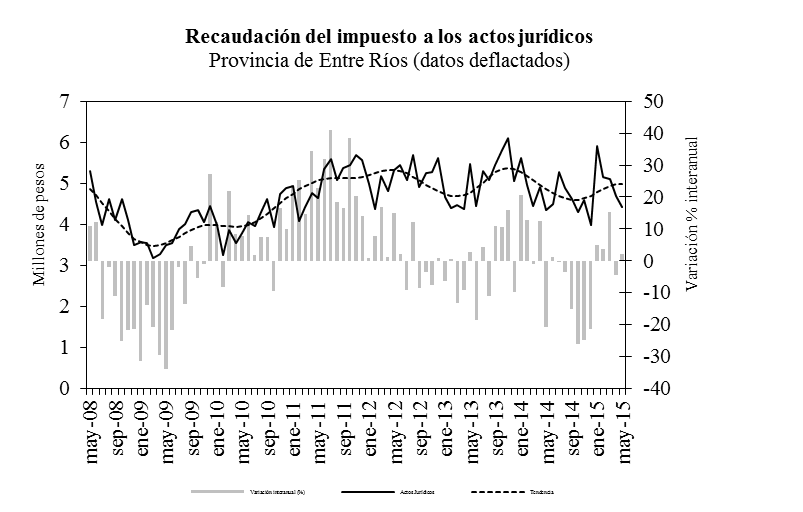 Recaudación del impuesto a los actos jurídicos
Provincia de Entre Ríos (datos deflactados)
Millones de pesos
7
6
5
4
3
2
1
0
Variación % interanual
50
40
30
20
10
0
-10
-20
-30
-40
may-08
sep-08
ene-09
may-09
sep-09
ene-10
may-10
sep-10
ene-11
may-11
sep-11
ene-12
may-12
sep-12
ene-13
may-13
sep-13
ene-14
may-14
sep-14
ene-15
may-15
Variación interanual (%)
Actos Jurídicos
Tendencia